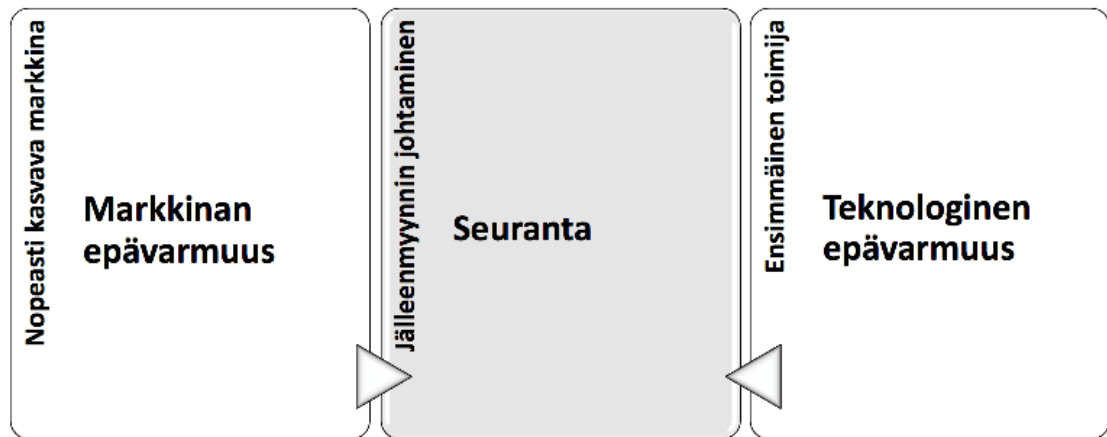 Nopeasti kasvava markkina
Markkinan
epävarmuus
Jälleenmyynnin johtaminen
Seuranta
Ensimmäinen toimija
Teknologinen
epävarmuus